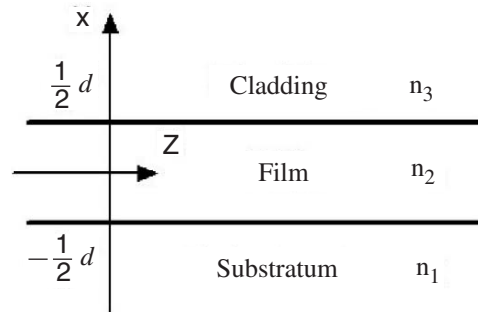 x
1/2 d Cladding n₃
Z
Film n₂
-1/2 d Substratum n₁